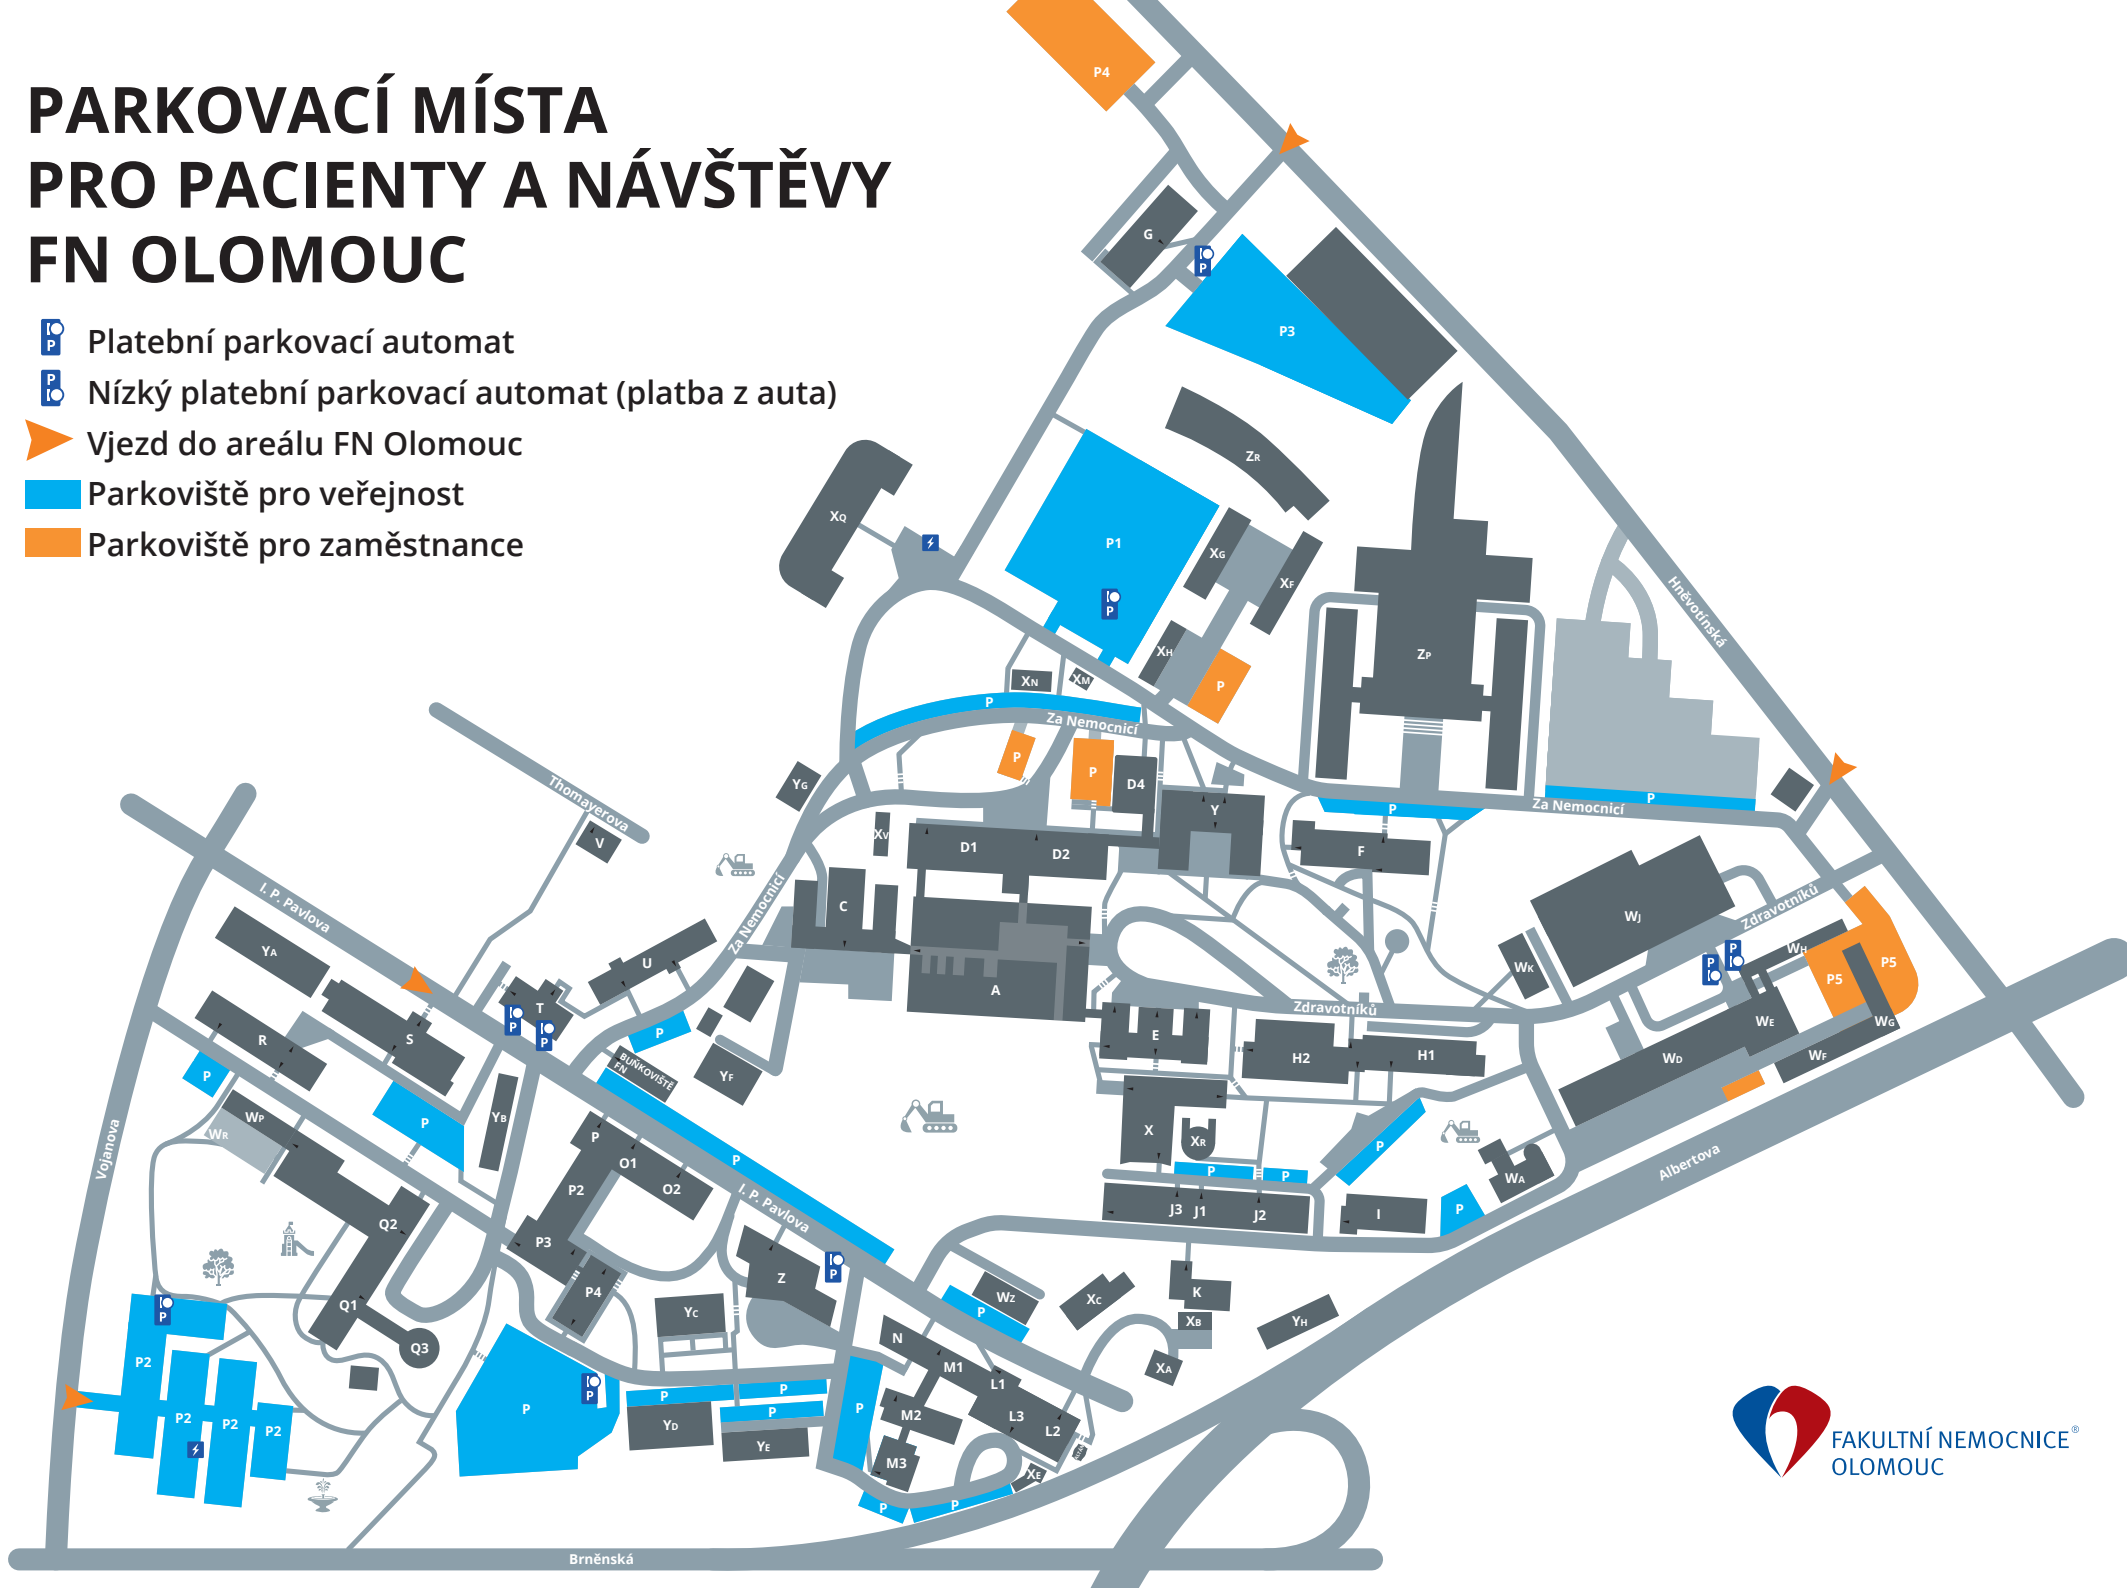 PARKOVACÍ MÍSTA
PRO PACIENTY A NÁVŠTĚVY
FN OLOMOUC
Platební parkovací automat
Nízký platební parkovací automat (platba z auta)
Vjezd do areálu FN Olomouc
Parkoviště pro veřejnost
Parkoviště pro zaměstnance
P4
G
P
P3
ZR
XQ
P1
XG
XF
P
XH
ZP
Hněvotínská
XN
XM
P
P
Za Nemocnicí
P
P
D4
YG
Y
P
P
Za Nemocnicí
Thomayerova
V
XV
D1
D2
F
I. P. Pavlova
Za Nemocnicí
C
WJ
Zdravotníků
YA
U
A
WK
P
P
WH
P5
P5
T
P
P
P
Zdravotníků
WE
WG
R
S
E
H2
H1
WD
WF
P
BUŇKOVIŠTĚ
FN
YF
WP
WR
P
YB
P
O1
O2
P2
P
I. P. Pavlova
X
XR
P
P
P
Vojanova
Albertova
WA
J3
J1
J2
I
P
Q2
P3
Z
P
P4
Q1
Q3
YC
WZ
P
XC
K
XB
YH
XA
P
P2
P2
P2
P2
N
M1
L1
P
P
P
P
P
P
YD
YE
M2
L3
L2
M3
XE
P
P
Brněnská
FAKULTNÍ NEMOCNICE®
OLOMOUC